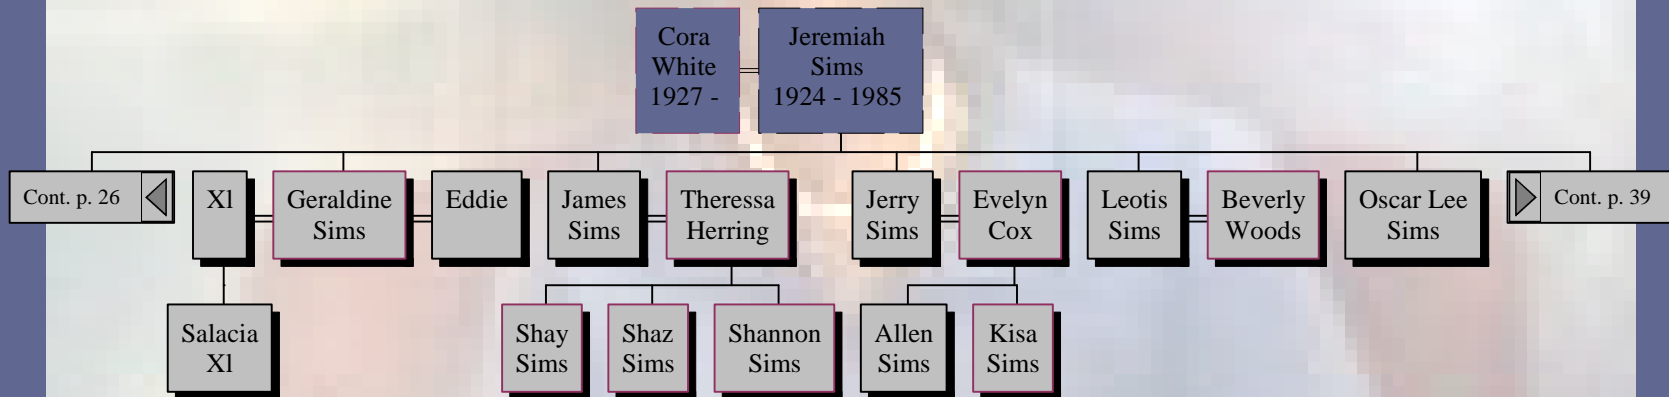 Cora
White
1927 -
Jeremiah
Sims
1924 - 1985
Cont. p. 26
Xl
Geraldine
Sims
Eddie
James
Sims
Theressa
Herring
Jerry
Sims
Evelyn
Cox
Leotis
Sims
Beverly
Woods
Oscar Lee
Sims
Cont. p. 39
Salacia
Xl
Shay
Sims
Shaz
Sims
Shannon
Sims
Allen
Sims
Kisa
Sims